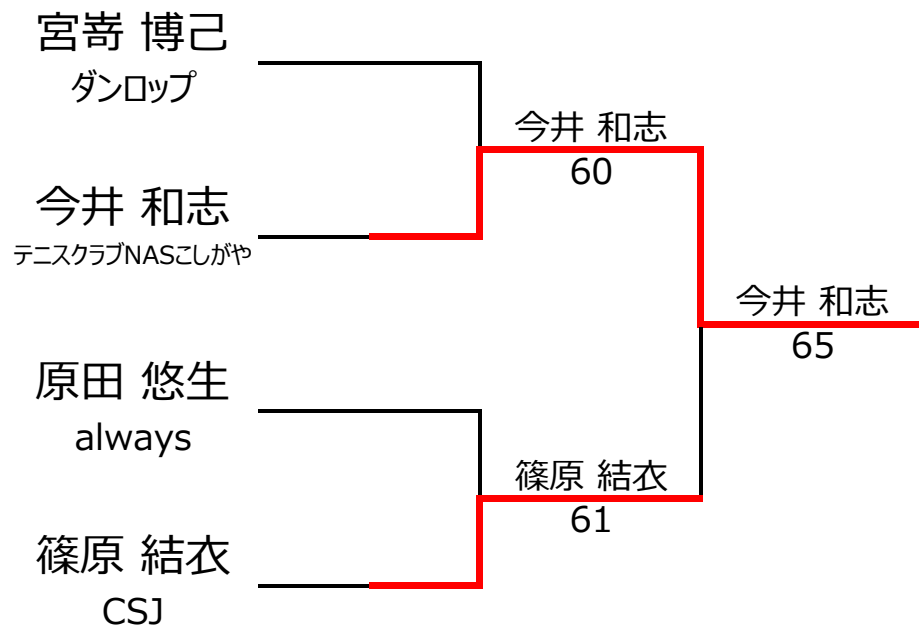 宮嵜 博己
ダンロップ
今井 和志
テニスクラブNASこしがや
原田 悠生
always
篠原 結衣
CSJ
今井 和志
60
篠原 結衣
61
今井 和志
65